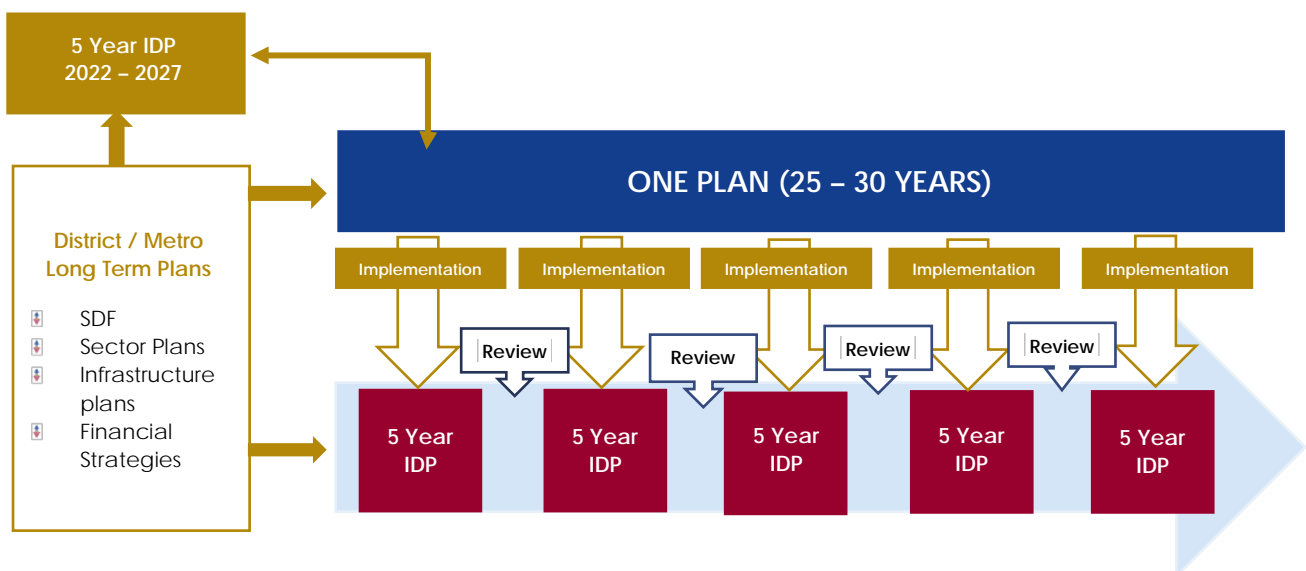 5 Year IDP
2022 – 2027
ONE PLAN (25 – 30 YEARS)
District / Metro
Long Term Plans
SDF
Sector Plans
Infrastructure
plans
Financial
Strategies
Implementation
Implementation
Implementation
Implementation
Implementation
Review
Review
Review
Review
5 Year
IDP
5 Year
IDP
5 Year
IDP
5 Year
IDP
5 Year
IDP